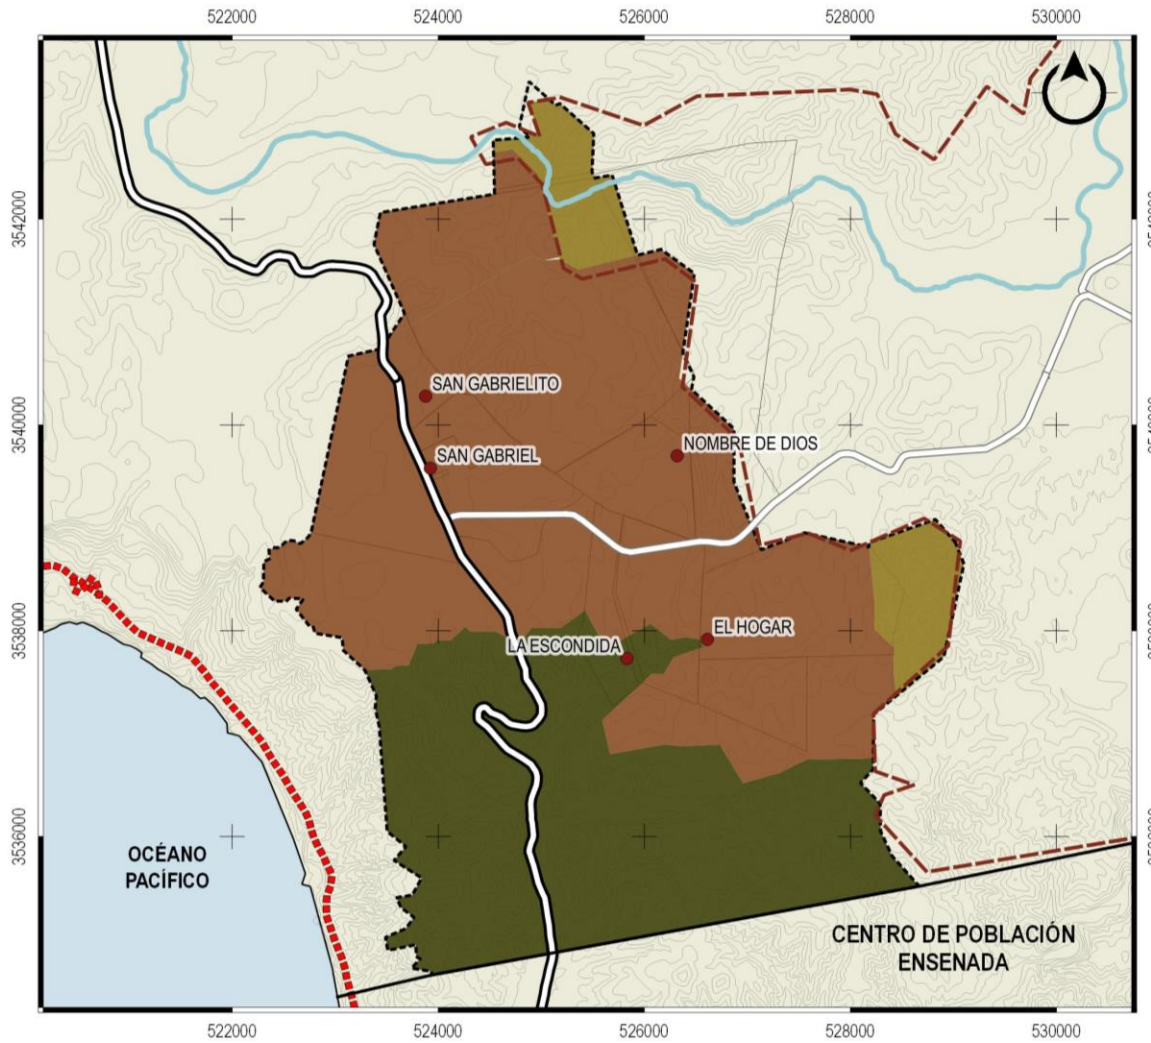 522000 524000 526000 528000 530000
3542000
3540000
3538000
3536000
SAN GABRIELITO
SAN GABRIEL
NOMBRE DE DIOS
EL HOGAR
LA ESCONDIDA
OCÉANO
PACÍFICO
CENTRO DE POBLACIÓN
ENSENADA
522000 524000 526000 528000 530000